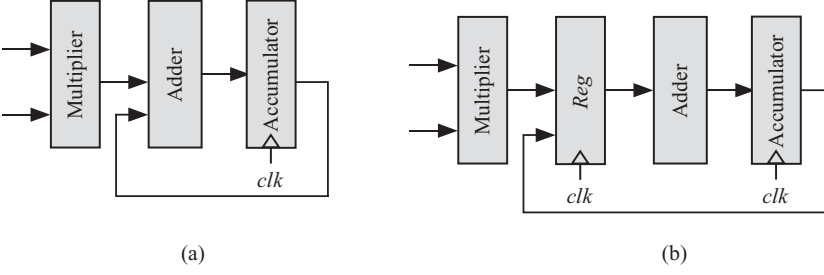 Multiplier
Adder
Accumulator
clk
(a)
Multiplier
Reg
Adder
Accumulator
clk
clk
(b)